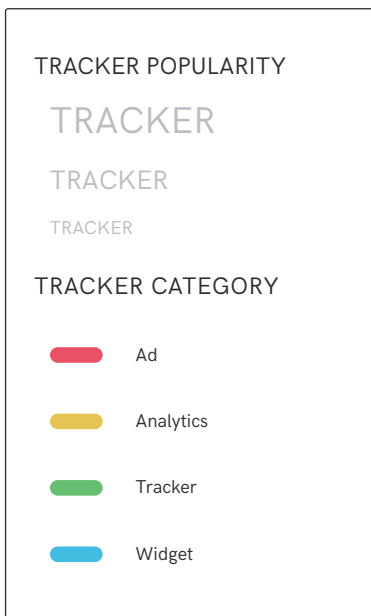 TRACKER POPULARITY
TRACKER
TRACKER
TRACKER
TRACKER CATEGORY
Ad
Analytics
Tracker
Widget